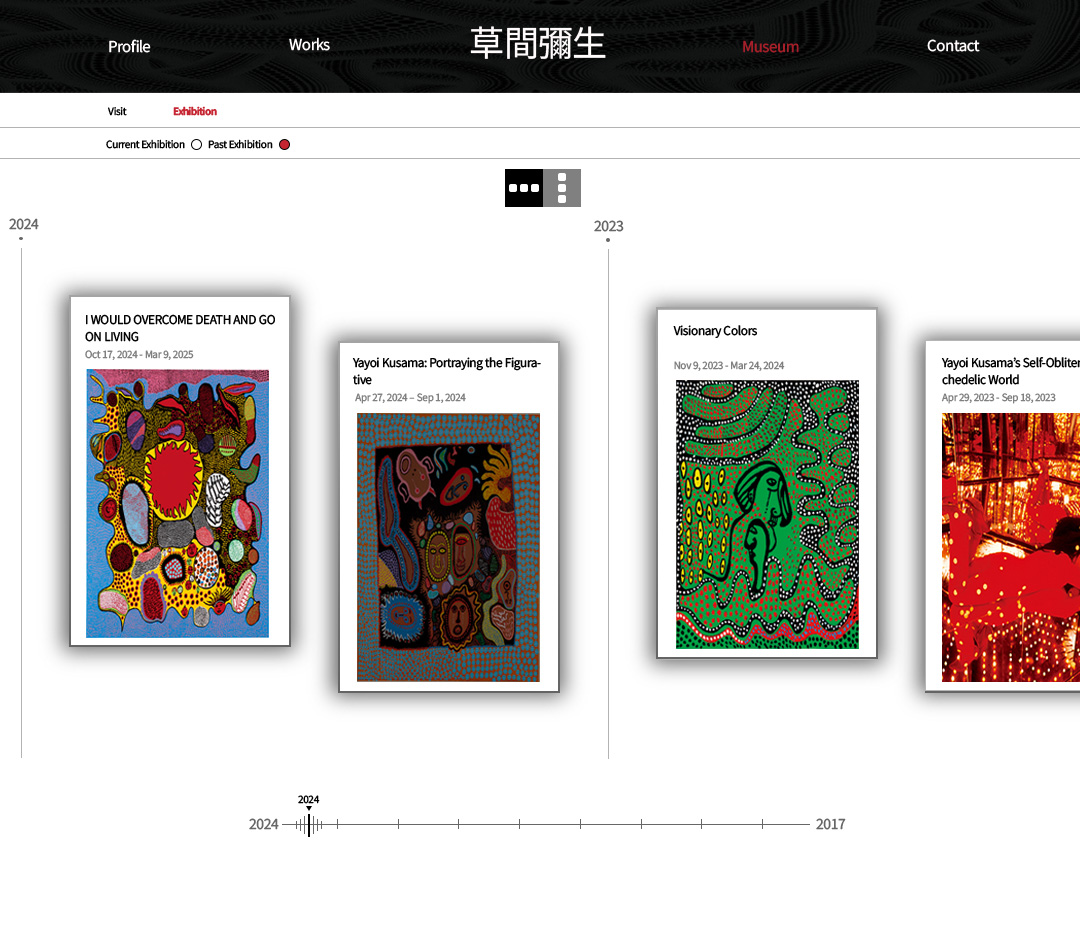 Profile
Works
草間彌生
Museum
Contact
Visit
Exhibition
Current Exhibition
Past Exhibition
2024
2023
I WOULD OVERCOME DEATH AND GO
ON LIVING
Oct 17, 2024 - Mar 9, 2025
Yayoi Kusama: Portraying the Figura-
tive
Apr 27, 2024 – Sep 1, 2024
Visionary Colors
Nov 9, 2023 - Mar 24, 2024
Yayoi Kusama’s Self-Obliter
chedelic World
Apr 29, 2023 - Sep 18, 2023
2024
2024
2017